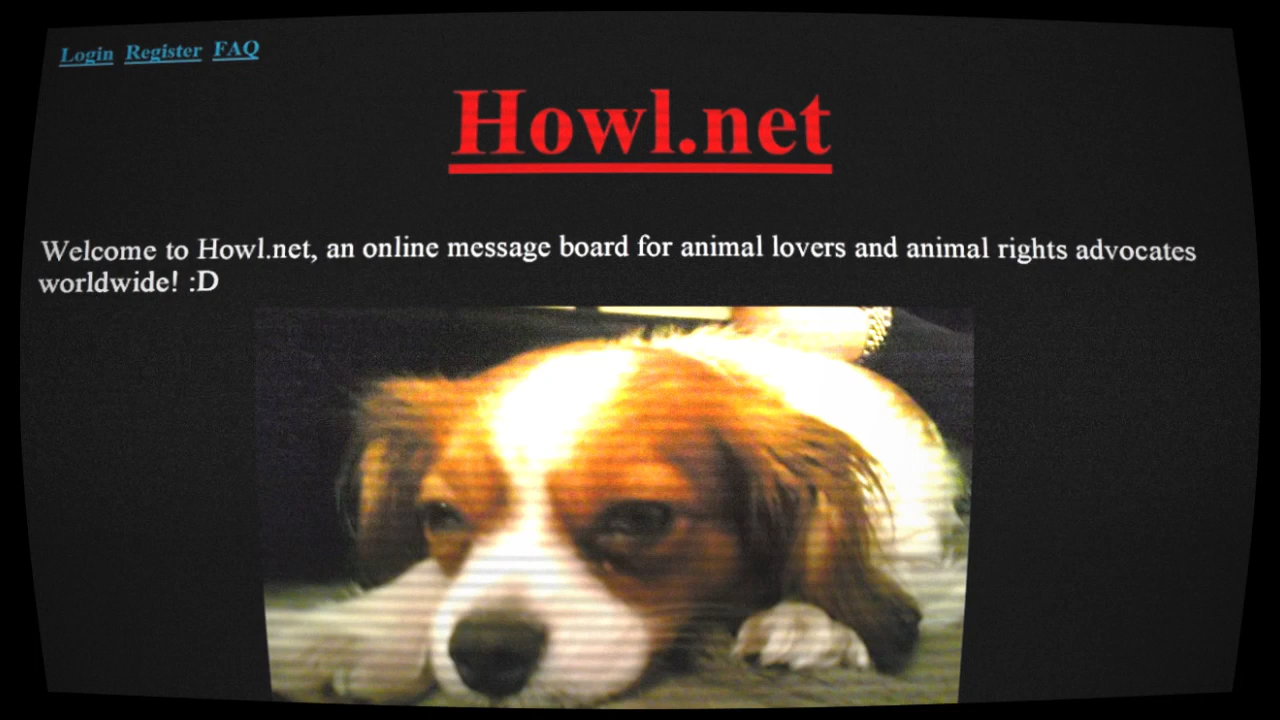 Login Register FAQ
Howl.net
Welcome to Howl.net, an online message board for animal lovers and animal rights advocates
worldwide! :D